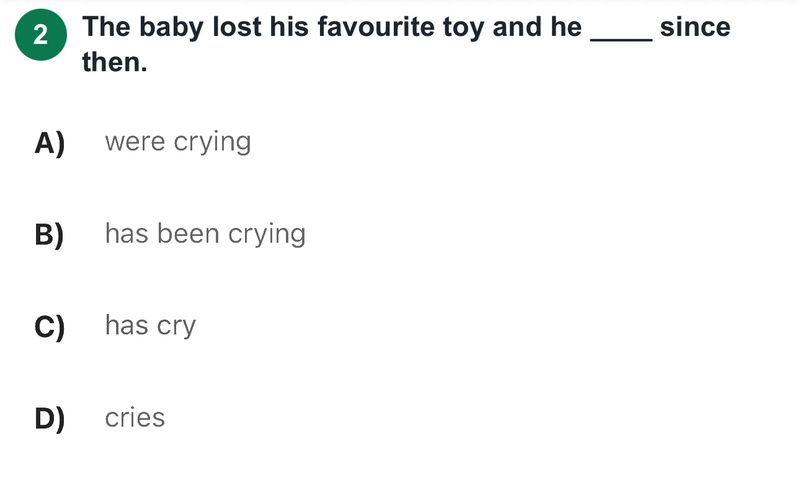 2 The baby lost his favourite toy and he ____ since
then.
A) were crying
B) has been crying
C) has cry
D) cries